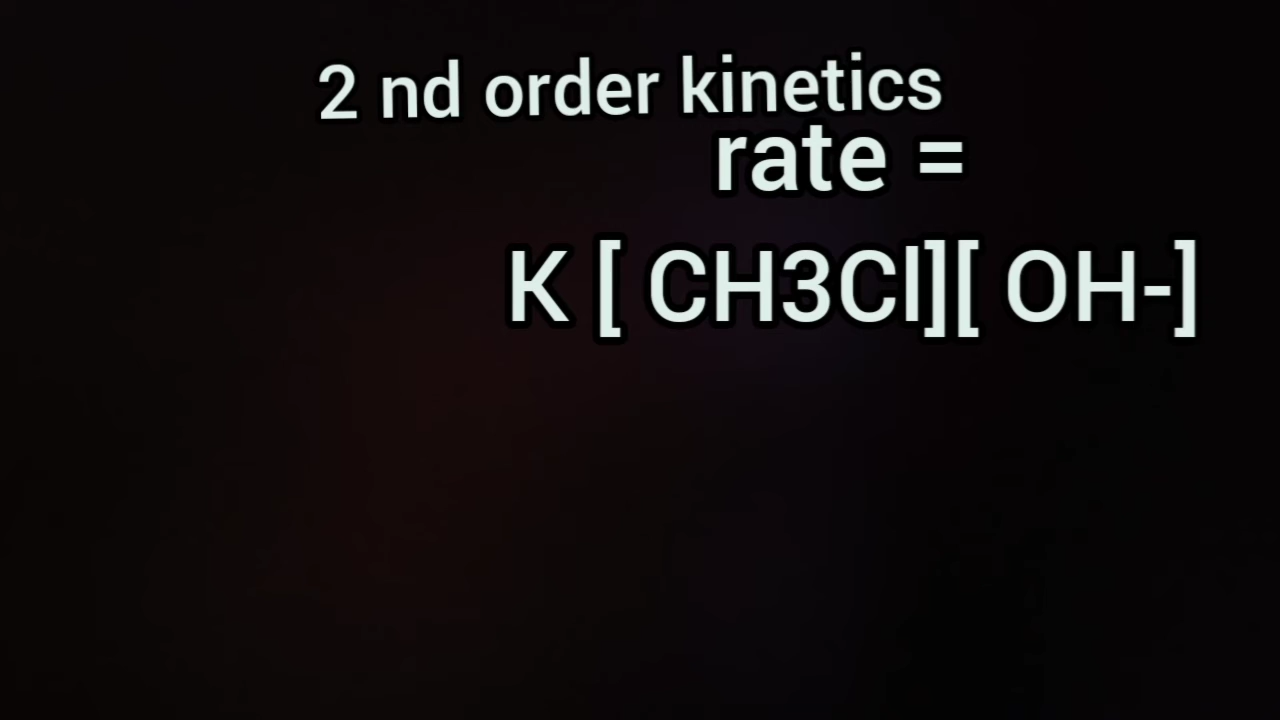 2 nd order kinetics
rate =
K [ CH3Cl][ OH-]